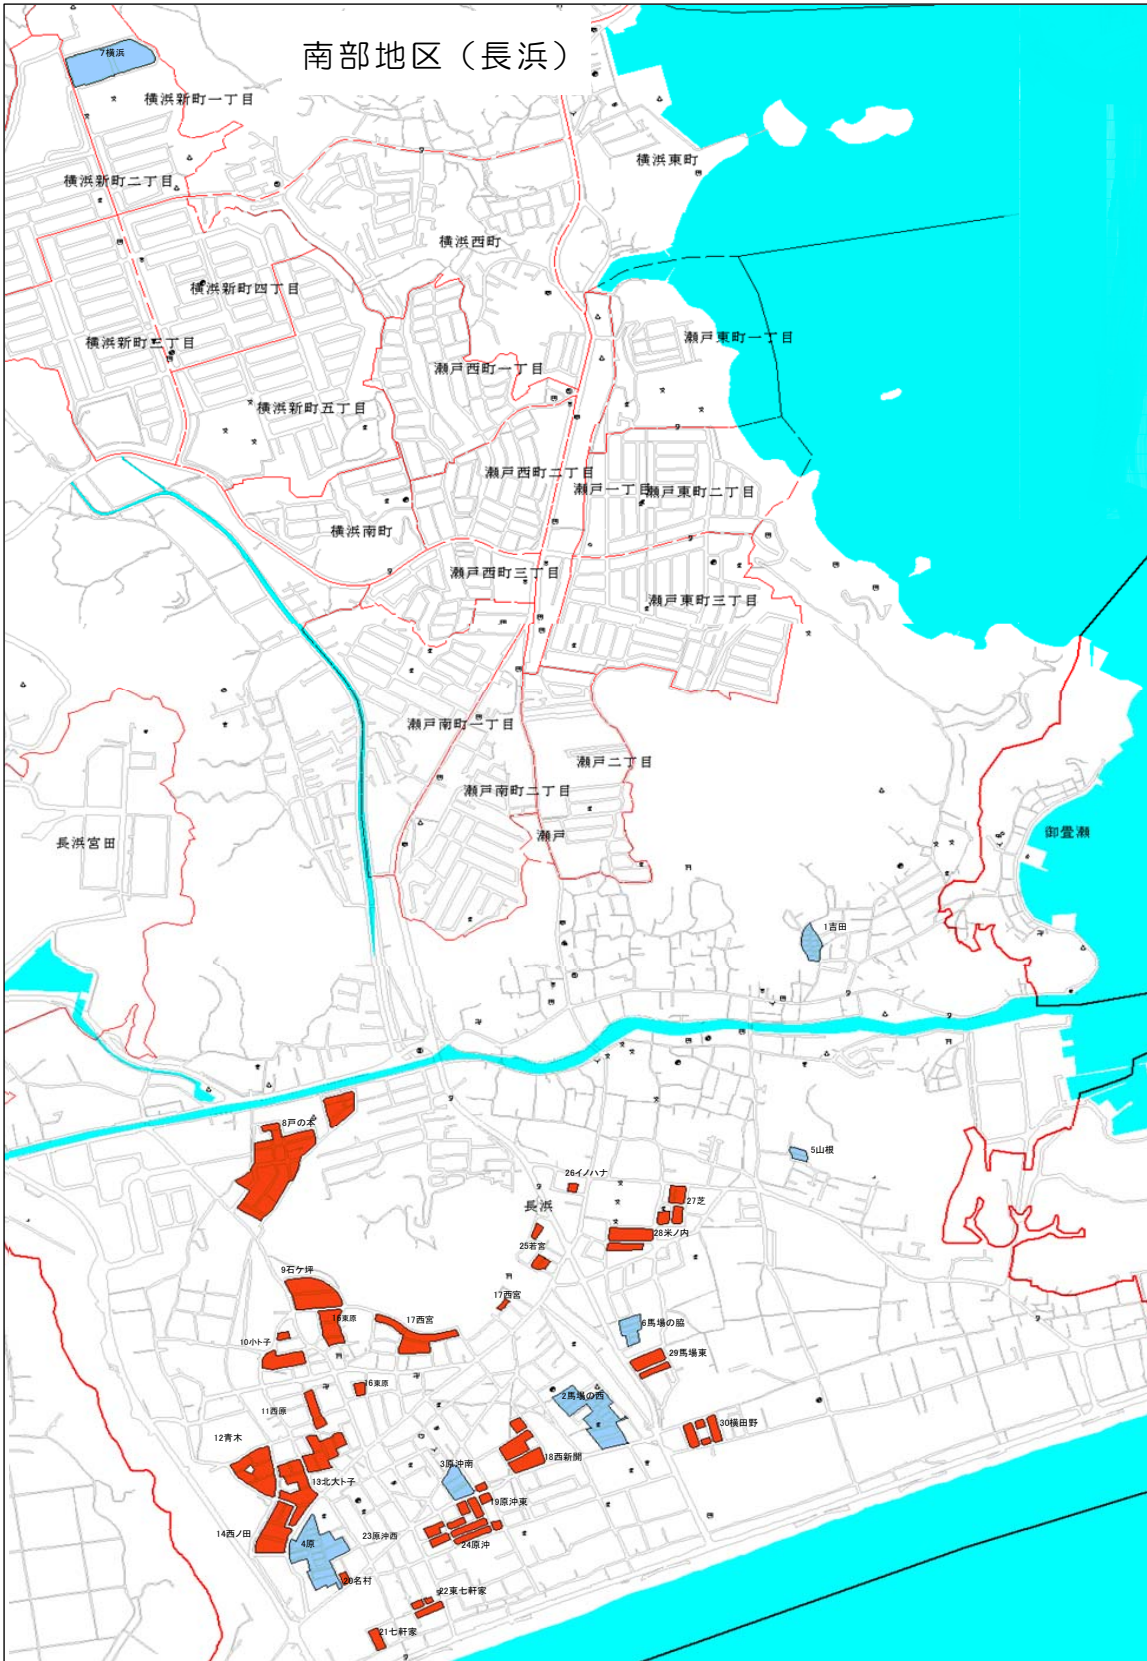 南部地区（長浜）
7横浜
横浜新町一丁目
横浜東町
横浜新町二丁目
横浜西町
横浜新町四丁目
横浜新町三丁目
瀬戸東町一丁目
瀬戸西町一丁目
横浜新町五丁目
瀬戸西町二丁目
瀬戸一丁目
瀬戸東町二丁目
横浜南町
瀬戸西町三丁目
瀬戸東町三丁目
瀬戸南町一丁目
瀬戸二丁目
瀬戸南町二丁目
瀬戸
長浜宮田
御畳瀬
1吉田
8戸の本
5山根
26イノハナ
27芝
長浜
28米ノ内
25若宮
9石ケ坪
17西宮
15東原
17西宮
6馬場の脇
10小ト子
29馬場東
16東原
2馬場の西
11西原
30横田野
12青木
18西新開
3原沖南
13北大ト子
19原沖東
14西ノ田
23原沖西
24原沖
4原
20名村
22東七軒家
21七軒家